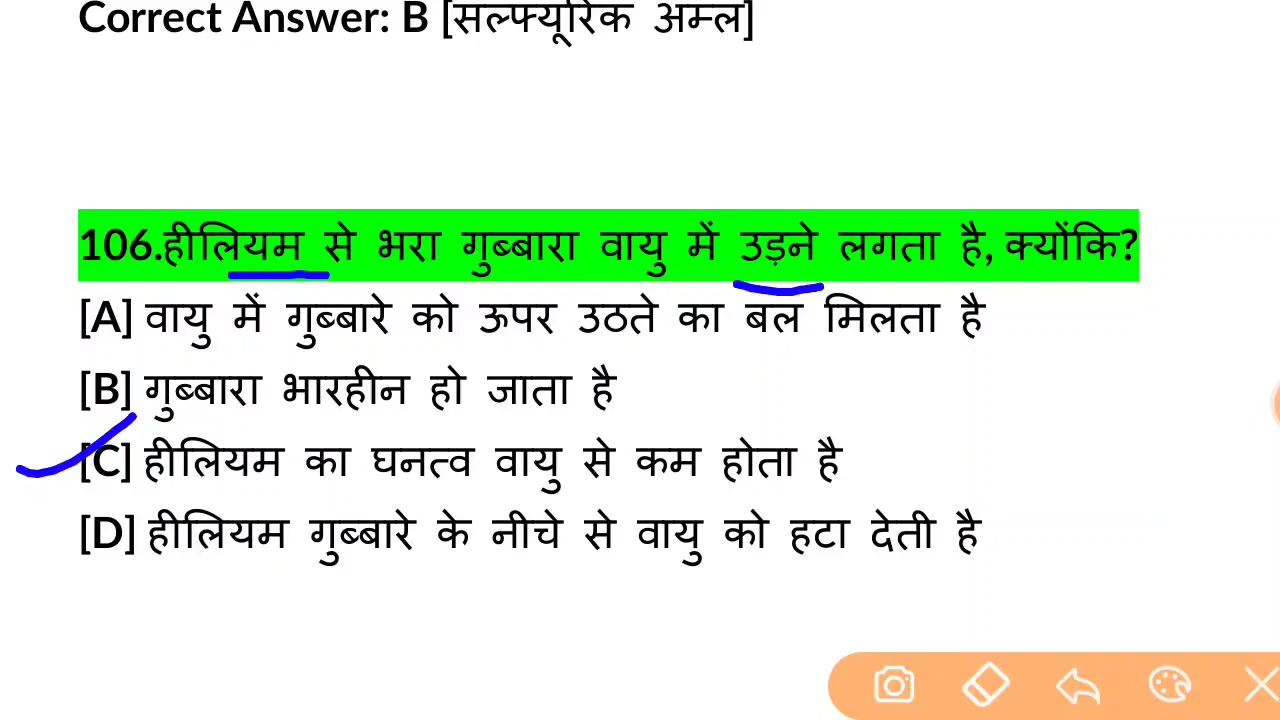 Correct Answer: B [सल्फ्यूरिक अम्ल]
106.हीलियम से भरा गुब्बारा वायु में उड़ने लगता है, क्योंकि?
[A] वायु में गुब्बारे को ऊपर उठते का बल मिलता है
[B] गुब्बारा भारहीन हो जाता है
[C] हीलियम का घनत्व वायु से कम होता है
[D] हीलियम गुब्बारे के नीचे से वायु को हटा देती है